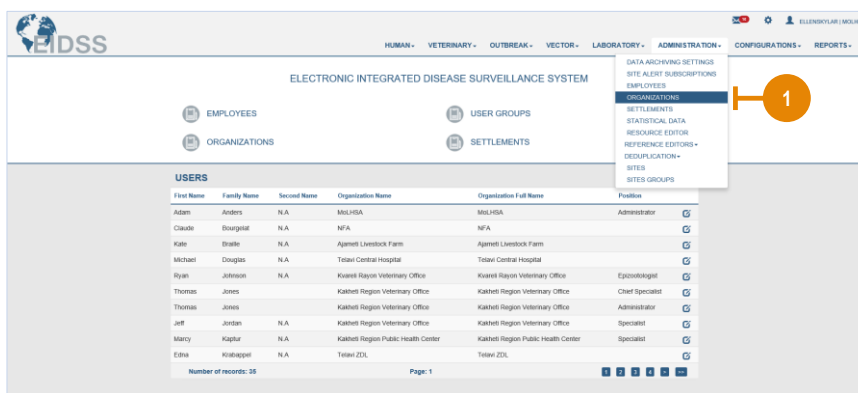 16
ELLENSKYLAR | MOLH
EIDSS
HUMAN VETERINARY OUTBREAK VECTOR LABORATORY ADMINISTRATION CONFIGURATIONS REPORTS
DATA ARCHIVING SETTINGS
SITE ALERT SUBSCRIPTIONS
EMPLOYEES
ORGANIZATIONS
SETTLEMENTS
STATISTICAL DATA
RESOURCE EDITOR
REFERENCE EDITORS
DEDUPLICATION
SITES
SITES GROUPS
1
ELECTRONIC INTEGRATED DISEASE SURVEILLANCE SYSTEM
EMPLOYEES USER GROUPS
ORGANIZATIONS SETTLEMENTS
USERS
First Name Family Name Second Name Organization Name Organization Full Name Position
Adam Anders N.A MoLHSA MoLHSA Administrator
Claude Bourgelat N.A NFA NFA
Kate Braille N.A Ajameti Livestock Farm Ajameti Livestock Farm
Michael Douglas N.A Telavi Central Hospital Telavi Central Hospital
Ryan Johnson N.A Kvareli Rayon Veterinary Office Kvareli Rayon Veterinary Office Epizootologist
Thomas Jones Kakheti Region Veterinary Office Kakheti Region Veterinary Office Chief Specialist
Thomas Jones Kakheti Region Veterinary Office Kakheti Region Veterinary Office Administrator
Jeff Jordan N.A Kakheti Region Veterinary Office Kakheti Region Veterinary Office Specialist
Marcy Kaptur N.A Kakheti Region Public Health Center Kakheti Region Public Health Center Specialist
Edna Krabappel N.A Telavi ZDL Telavi ZDL
Number of records: 35 Page: 1 1 2 3 4 > >>